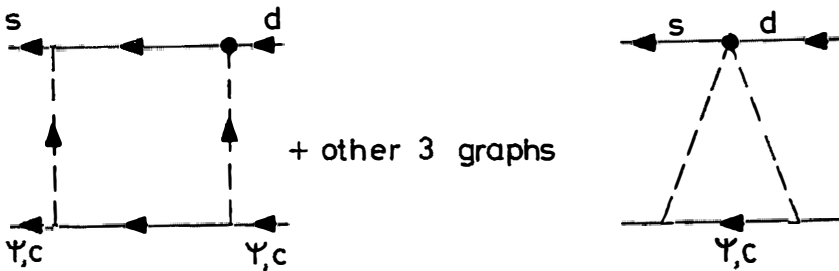 s d
Ψ,c Ψ,c
+ other 3 graphs
s d
Ψ,c